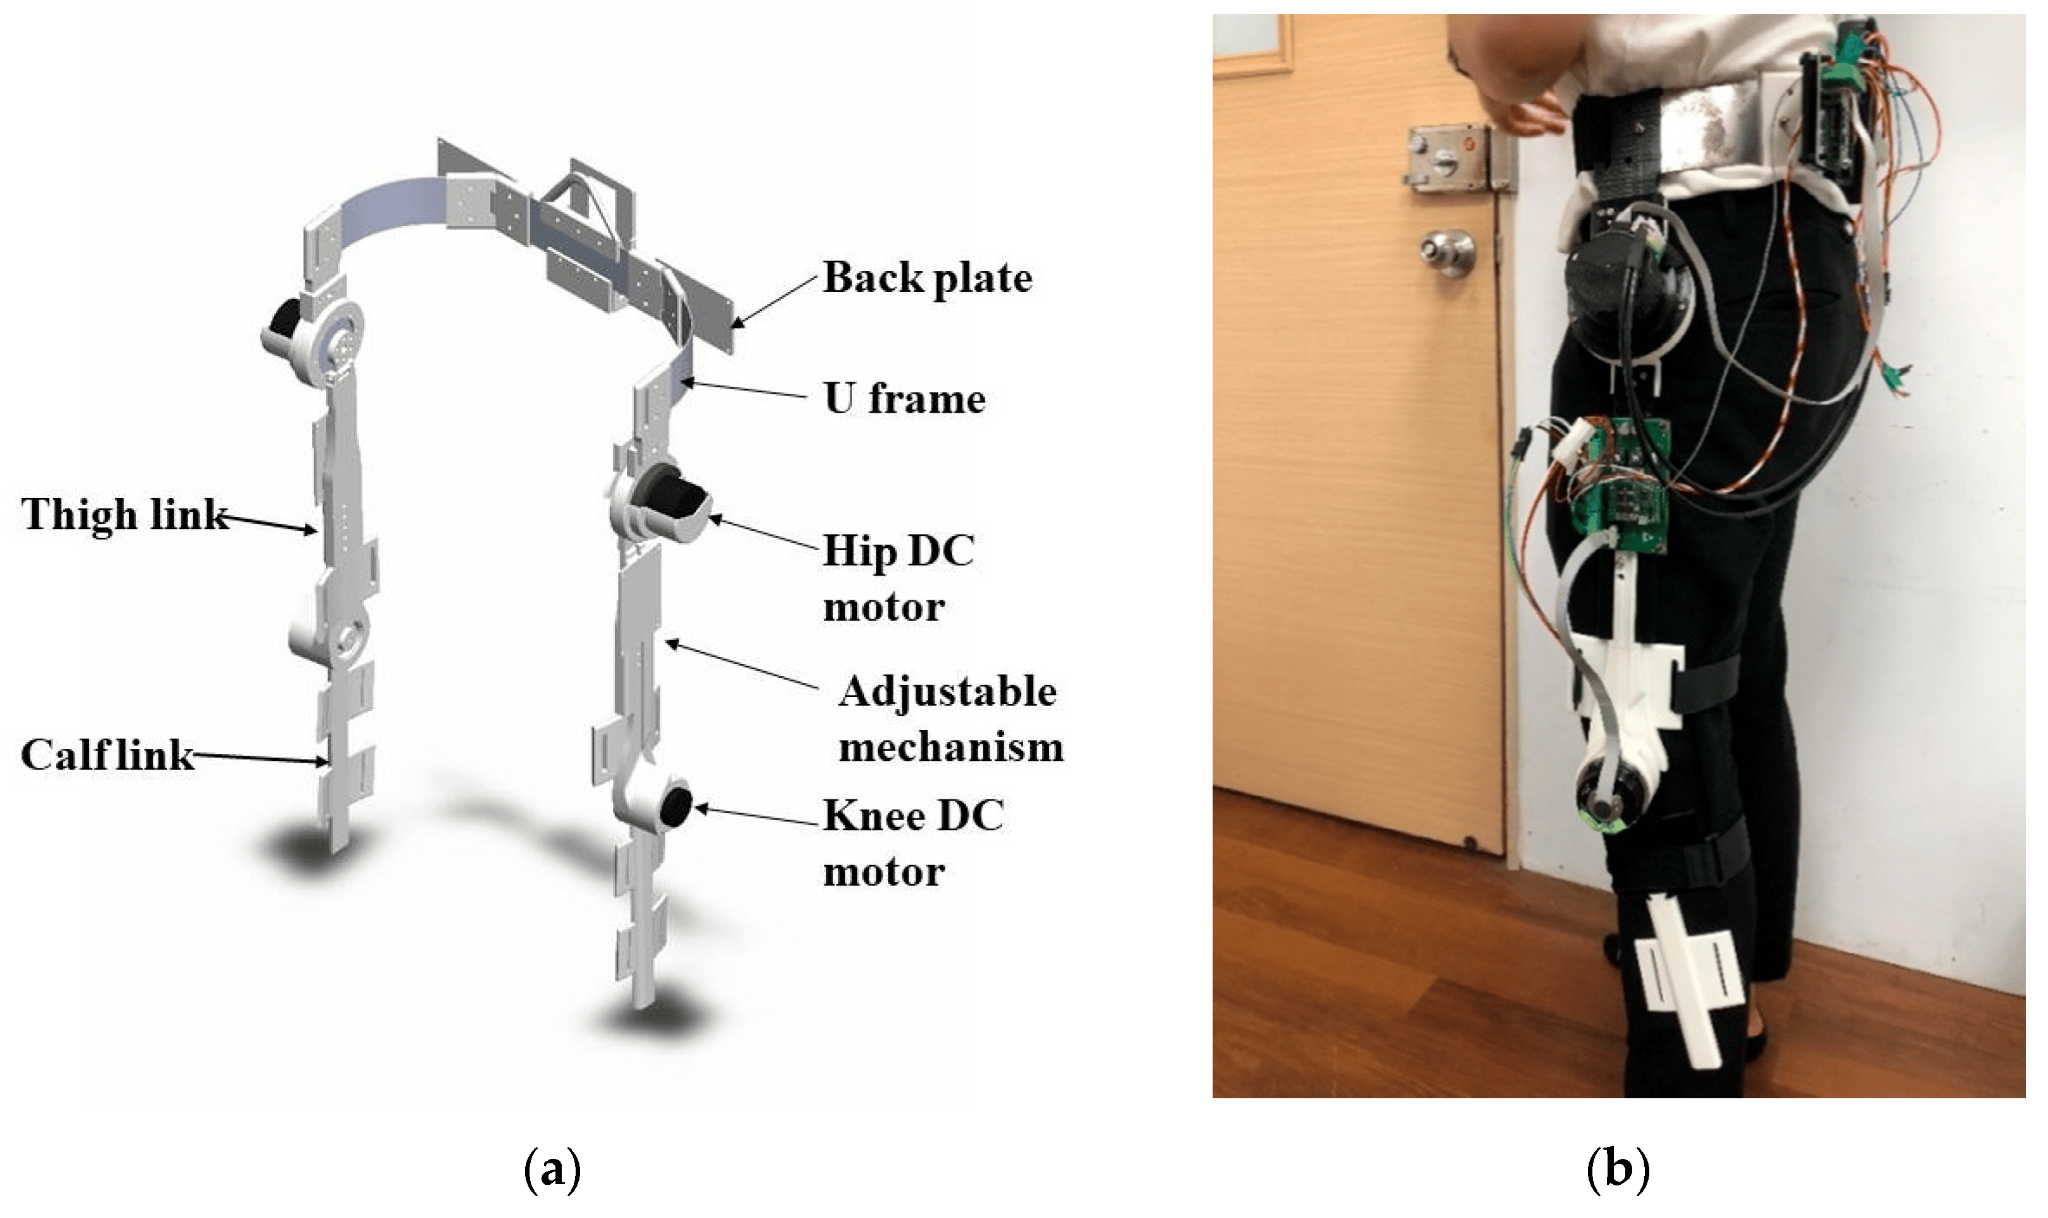 Back plate
U frame
Thigh link
Hip DC
motor
Adjustable
mechanism
Calf link
Knee DC
motor
(a)
(b)